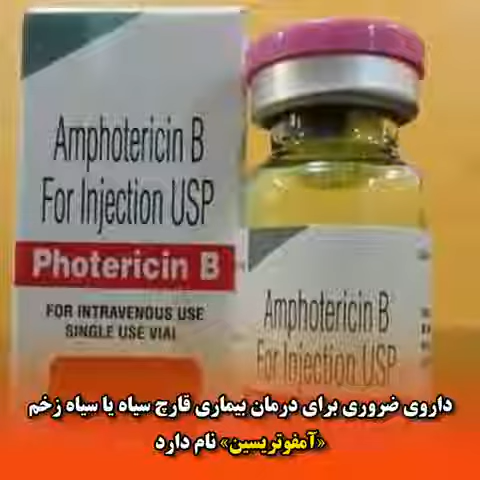 Amphotericin B
For Injection USP
Photericin B
FOR INTRAVENOUS USE
SINGLE USE VIAL
Amphotericin B
For Injection USP
داروی ضروری برای درمان بیماری قارچ سیاه یا سیاه زخم
«آمفوتریسین» نام دارد